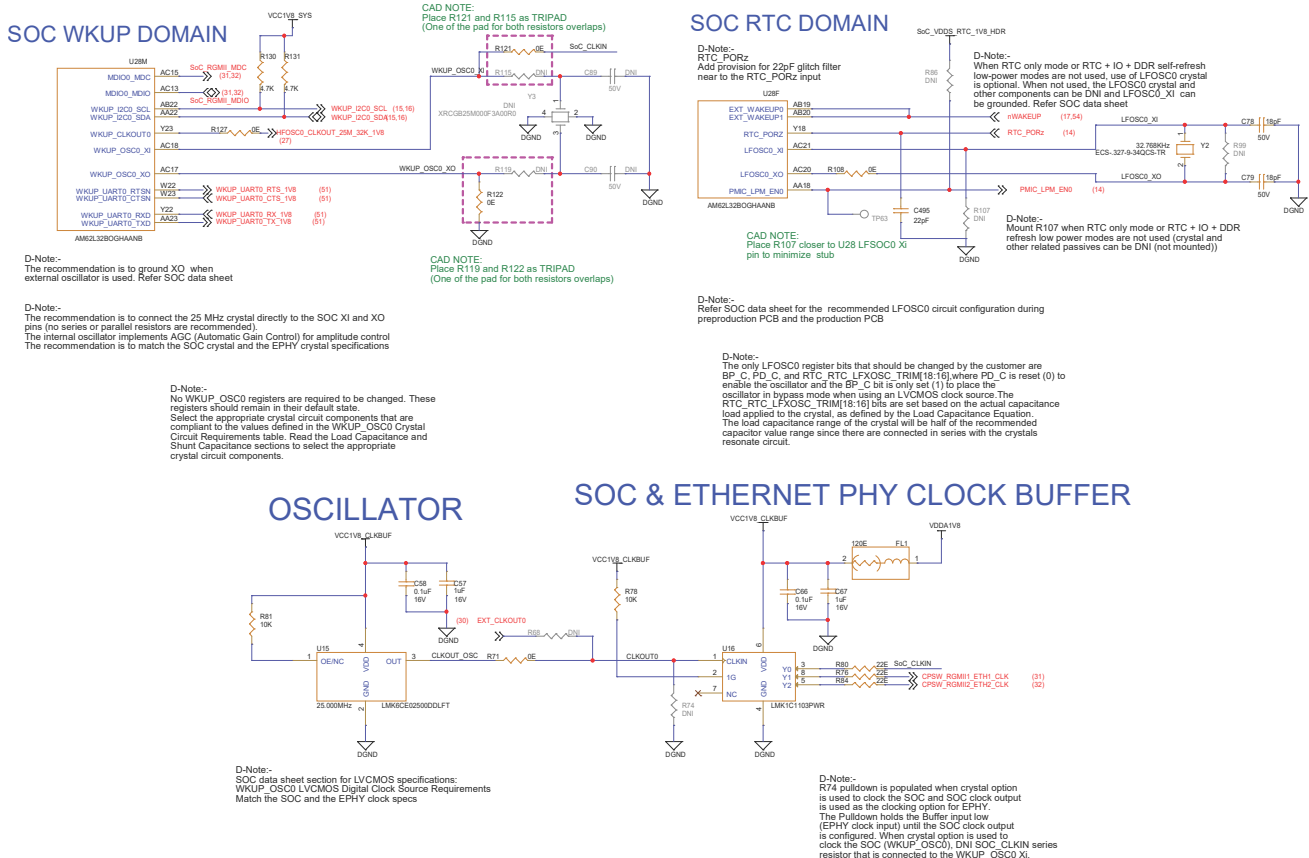 SOC WKUP DOMAIN
VCC1V8_SYS
R130
R131
4.7K
4.7K
U28M
MDIO0_MDC
AC15
SoC_RGMII_MDC
(31,32)
MDIO0_MDIO
AC13
(31,32)
SoC_RGMII_MDIO
WKUP_I2C0_SCL
AB22
WKUP_I2C0_SCL (15,16)
WKUP_I2C0_SDA
AA22
WKUP_I2C0_SDA(15,16)
WKUP_CLKOUT0
Y23
R127
0E
HFOSC0_CLKOUT_25M_32K_1V8
(27)
WKUP_OSC0_XI
AC18
WKUP_OSC0_XO
AC17
WKUP_UART0_RTSN
W22
WKUP_UART0_RTS_1V8 (51)
WKUP_UART0_CTSN
W23
WKUP_UART0_CTS_1V8 (51)
WKUP_UART0_RXD
Y22
WKUP_UART0_RX_1V8 (51)
WKUP_UART0_TXD
AA23
WKUP_UART0_TX_1V8 (51)
AM62L32BOGHAANB
CAD NOTE:
Place R121 and R115 as TRIPAD
(One of the pad for both resistors overlaps)
R121
0E
SoC_CLKIN
WKUP_OSC0_XI
R115
DNI
C89
DNI
50V
Y3
DNI
XRCGB25M000F3A00R0
1
4
2
3
DGND
DGND
WKUP_OSC0_XO
R119
DNI
C90
DNI
50V
R122
0E
DGND
DGND
CAD NOTE:
Place R119 and R122 as TRIPAD
(One of the pad for both resistors overlaps)
D-Note:-
The recommendation is to ground XO when
external oscillator is used. Refer SOC data sheet
D-Note:-
The recommendation is to connect the 25 MHz crystal directly to the SOC XI and XO
pins (no series or parallel resistors are recommended).
The internal oscillator implements AGC (Automatic Gain Control) for amplitude control
The recommendation is to match the SOC crystal and the EPHY crystal specifications
D-Note:-
No WKUP_OSC0 registers are required to be changed. These
registers should remain in their default state.
Select the appropriate crystal circuit components that are
compliant to the values defined in the WKUP_OSC0 Crystal
Circuit Requirements table. Read the Load Capacitance and
Shunt Capacitance sections to select the appropriate
crystal circuit components.
SOC RTC DOMAIN
SoC_VDDS_RTC_1V8_HDR
D-Note:-
RTC_PORz
Add provision for 22pF glitch filter
near to the RTC_PORz input
R86
DNI
D-Note:-
When RTC only mode or RTX + IO + DDR self-refresh
low-power modes are not used, use of LFOSC0 crystal
is optional. When not used, the LFOSC0 crystal and
other components can be DNI and LFOSC0_XI can
be grounded. Refer SOC data sheet
U28F
EXT_WAKEUP0
AB19
EXT_WAKEUP1
AB20
nWAKEUP (17,54)
RTC_PORZ
Y18
RTC_PORz (14)
LFOSC0_XI
AC21
LFOSC0_XO
AC20
R108
0E
PMIC_LPM_EN0
AA18
PMIC_LPM_EN0 (14)
AM62L32BOGHAANB
TP63
C495
22pF
R107
DNI
DGND
LFOSC0_XI
C78
18pF
50V
32.768KHz
Y2
ECS-.327-9-34QCS-TR
1
2
R99
DNI
LFOSC0_XO
C79
18pF
50V
DGND
CAD NOTE:
Place R107 closer to U28 LFSOC0 Xi
pin to minimize stub
D-Note:-
Mount R107 when RTC only mode or RTC + IO + DDR
refresh low power modes are not used (crystal and
other related passives can be DNI (not mounted))
D-Note:-
Refer SOC data sheet for the recommended LFOSC0 circuit configuration during
preproduction PCB and the production PCB
D-Note:-
The only LFOSC0 register bits that should be changed by the customer are
BP_C, PD_C, and RTC_RTC_LFXOSC_TRIM[18:16],where PD_C is reset (0) to
enable the oscillator and the BP_C bit is only set (1) to place the
oscillator in bypass mode when using an LVCMOS clock source.The
RTC_RTC_LFXOSC_TRIM[18:16] bits are set based on the actual capacitance
load applied to the crystal, as defined by the Load Capacitance Equation.
The load capacitance range of the crystal will be half of the recommended
capacitor value range since there are connected in series with the crystals
resonate circuit.
OSCILLATOR
VCC1V8_CLKBUF
C58
0.1uF
16V
C57
1uF
16V
DGND
R81
10K
U15
1
OE/NC
VDD
4
OUT
3
GND
2
25.000MHz
LMK6CE02500DDLFT
DGND
CLKOUT_OSC
R71
0E
(30) EXT_CLKOUT0
R68
DNI
D-Note:-
SOC data sheet section for LVCMOS specifications:
WKUP_OSC0 LVCMOS Digital Clock Source Requirements
Match the SOC and the EPHY clock specs
SOC & ETHERNET PHY CLOCK BUFFER
VCC1V8_CLKBUF
VCC1V8_CLKBUF
VDDA1V8
120E
FL1
2
1
R78
10K
C66
0.1uF
16V
C67
1uF
16V
DGND
CLKOUT0
R74
DNI
DGND
U16
1
CLKIN
2
1G
7
NC
6
VDD
GND
4
Y0
3
R80
22E
SoC_CLKIN
Y1
8
R76
22E
CPSW_RGMII1_ETH1_CLK (31)
Y2
5
R84
22E
CPSW_RGMII2_ETH2_CLK (32)
LMK1C1103PWR
DGND
D-Note:-
R74 pulldown is populated when crystal option
is used to clock the SOC and SOC clock output
is used as the clocking option for EPHY.
The Pulldown holds the Buffer input low
(EPHY clock input) until the SOC clock output
is configured. When crystal option is used to
clock the SOC (WKUP_OSC0), DNI SOC_CLKIN series
resistor that is connected to the WKUP_OSC0 Xi.